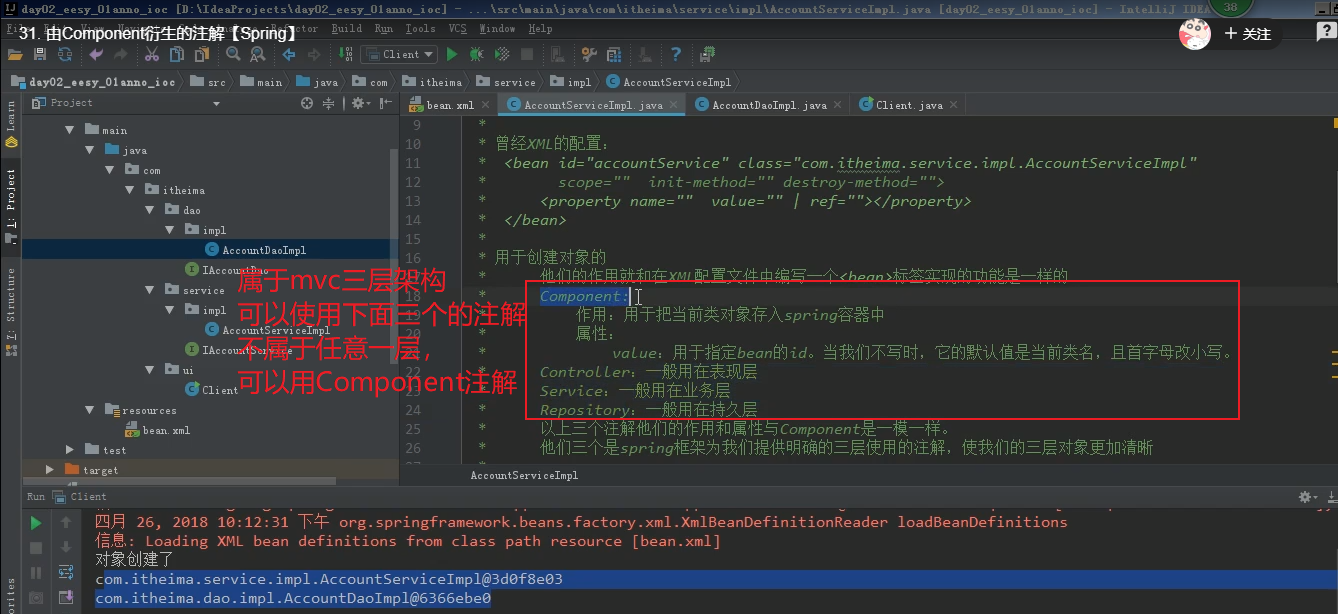 day02_eesy_01anno_ioc [D:\IdeaProjects\day02_eesy_01anno_ioc] - ...\src\main\java\com\itheima\service\impl\AccountServiceImpl.java [day02_eesy_01anno_ioc] - IntelliJ IDEA
38
31. 由Component衍生的注解【Spring】
Build Run Tools VCS Window Help
+ 关注
Client
day02_eesy_01anno_ioc src main java com itheima service impl AccountServiceImpl
Project
bean.xml AccountServiceImpl.java AccountDaoImpl.java Client.java
Learn
1: Project
7: Structure
main
java
com
itheima
dao
impl
AccountDaoImpl
IAccountDao
service
impl
AccountServiceImpl
IAccountService
ui
Client
resources
bean.xml
test
target
属于mvc三层架构
可以使用下面三个的注解
不属于任意一层，
可以用Component注解
9 *
10 * 曾经XML的配置：
11 * <bean id="accountService" class="com.itheima.service.impl.AccountServiceImpl"
12 * scope="" init-method="" destroy-method="">
13 * <property name="" value="" | ref=""></property>
14 * </bean>
15 *
16 * 用于创建对象的
* 他们的作用就和在XML配置文件中编写一个<bean>标签实现的功能是一样的
18 * Component:
* 作用：用于把当前类对象存入spring容器中
* 属性：
* value：用于指定bean的id。当我们不写时，它的默认值是当前类名，且首字母改小写。
22 * Controller：一般用在表现层
23 * Service：一般用在业务层
24 * Repository：一般用在持久层
25 * 以上三个注解他们的作用和属性与Component是一模一样。
26 * 他们三个是spring框架为我们提供明确的三层使用的注解，使我们的三层对象更加清晰
AccountServiceImpl
Run Client
四月 26, 2018 10:12:31 下午 org.springframework.beans.factory.xml.XmlBeanDefinitionReader loadBeanDefinitions
信息: Loading XML bean definitions from class path resource [bean.xml]
对象创建了
com.itheima.service.impl.AccountServiceImpl@3d0f8e03
com.itheima.dao.impl.AccountDaoImpl@6366ebe0